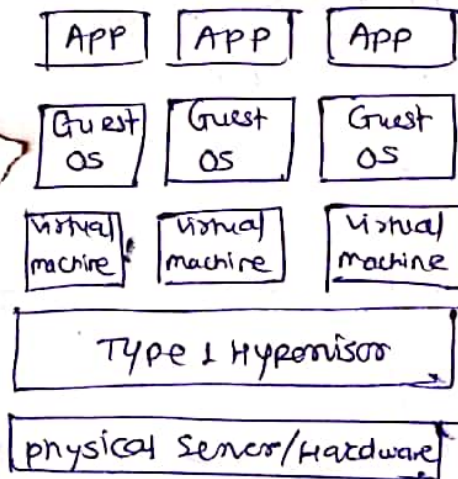 APP APP APP
Guest Guest Guest
OS OS OS
Virtual Virtual Virtual
machine machine machine
TYPE 1 Hypervisor
physical Server/Hardware